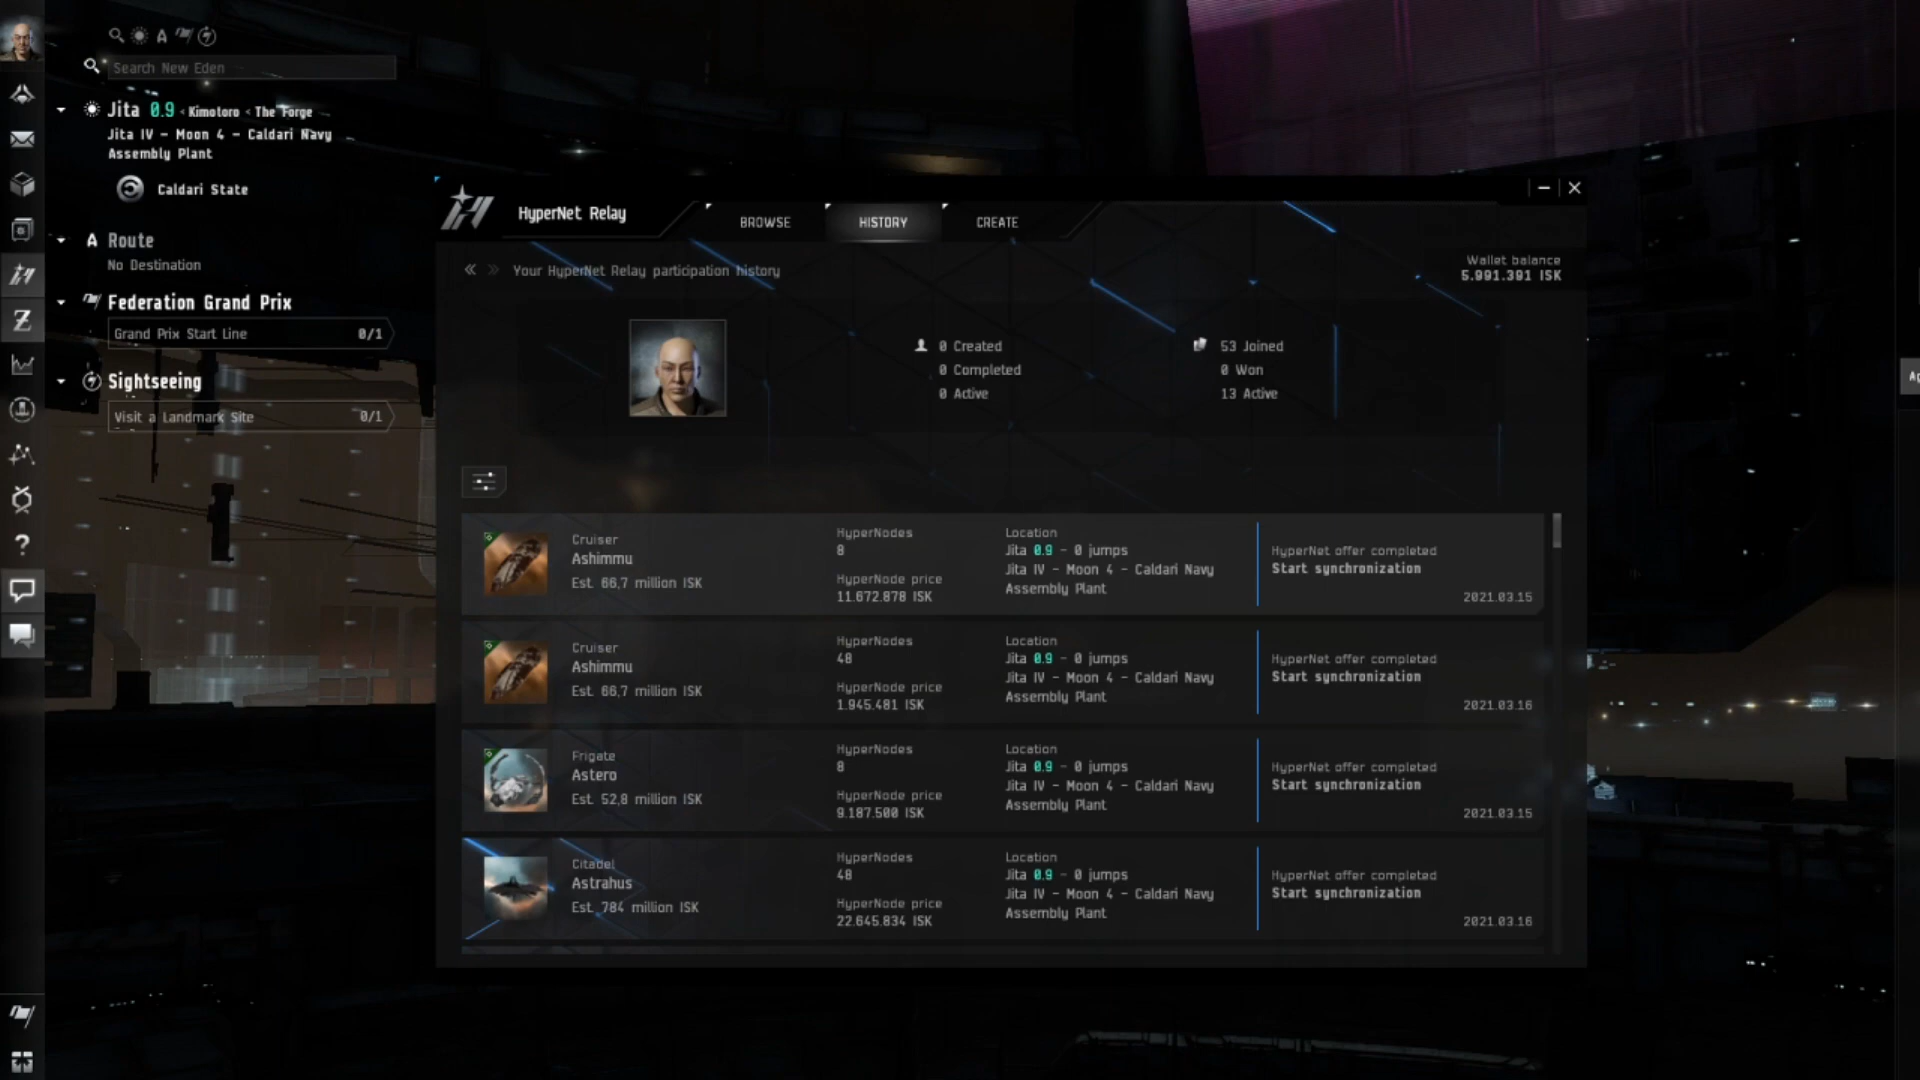 Search New Eden
Jita 0.9 < Kimotoro < The Forge
Jita IV - Moon 4 - Caldari Navy
Assembly Plant
Caldari State
Route
No Destination
Federation Grand Prix
Grand Prix Start Line 0/1
Sightseeing
Visit a Landmark Site 0/1
HyperNet Relay
BROWSE
HISTORY
CREATE
Your HyperNet Relay participation history
Wallet balance
5.991.391 ISK
0 Created
0 Completed
0 Active
53 Joined
0 Won
13 Active
Cruiser
Ashimmu
Est. 66,7 million ISK
HyperNodes
8
HyperNode price
11.672.878 ISK
Location
Jita 0.9 - 0 jumps
Jita IV - Moon 4 - Caldari Navy
Assembly Plant
HyperNet offer completed
Start synchronization
2021.03.15
Cruiser
Ashimmu
Est. 66,7 million ISK
HyperNodes
48
HyperNode price
1.945.481 ISK
Location
Jita 0.9 - 0 jumps
Jita IV - Moon 4 - Caldari Navy
Assembly Plant
HyperNet offer completed
Start synchronization
2021.03.16
Frigate
Astero
Est. 52,8 million ISK
HyperNodes
8
HyperNode price
9.187.500 ISK
Location
Jita 0.9 - 0 jumps
Jita IV - Moon 4 - Caldari Navy
Assembly Plant
HyperNet offer completed
Start synchronization
2021.03.15
Citadel
Astrahus
Est. 784 million ISK
HyperNodes
48
HyperNode price
22.645.834 ISK
Location
Jita 0.9 - 0 jumps
Jita IV - Moon 4 - Caldari Navy
Assembly Plant
HyperNet offer completed
Start synchronization
2021.03.16